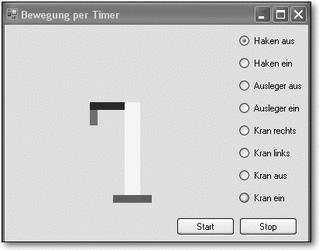 Bewegung per Timer
Haken aus
Haken ein
Ausleger aus
Ausleger ein
Kran rechts
Kran links
Kran aus
Kran ein
Start Stop